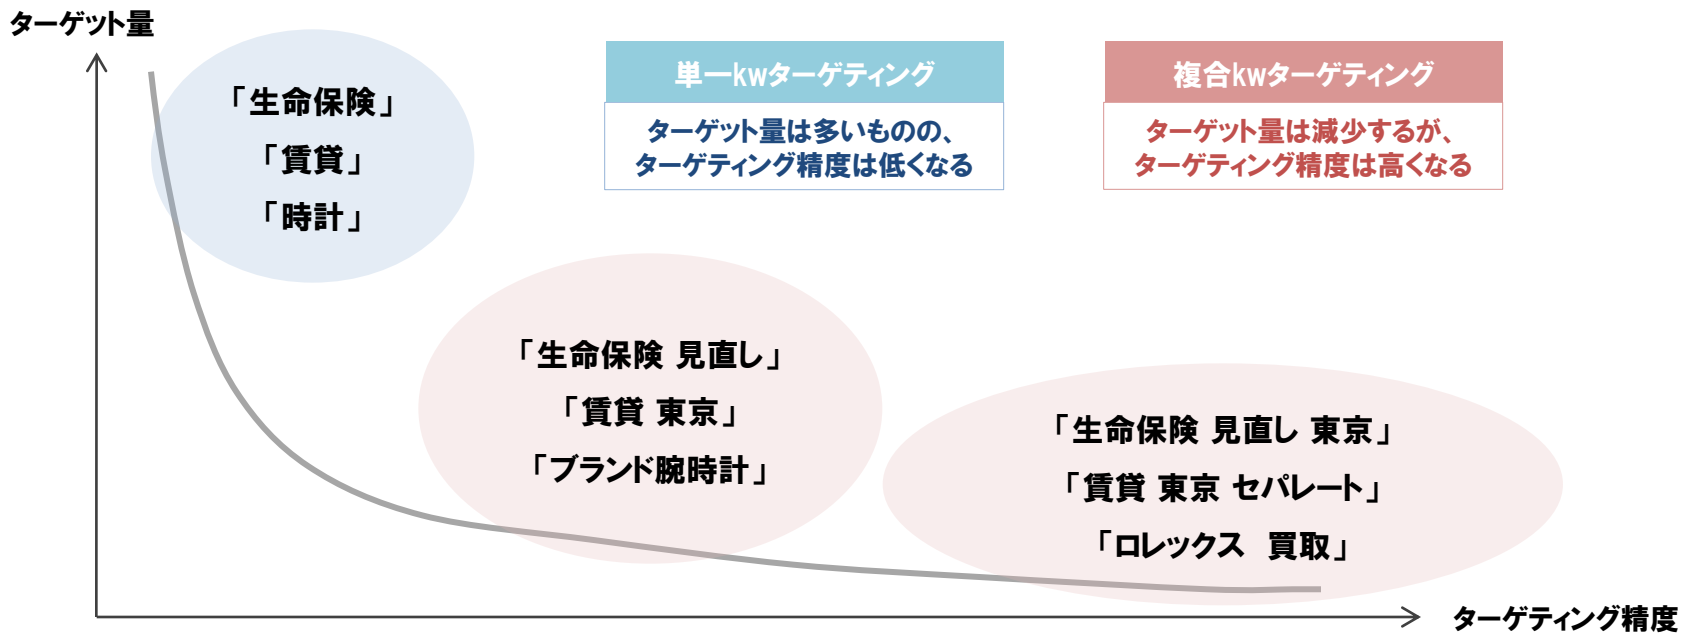 ターゲット量
「生命保険」
「賃貸」
「時計」
単一kwターゲティング
ターゲット量は多いものの、
ターゲティング精度は低くなる
複合kwターゲティング
ターゲット量は減少するが、
ターゲティング精度は高くなる
「生命保険 見直し」
「賃貸 東京」
「ブランド腕時計」
「生命保険 見直し 東京」
「賃貸 東京 セパレート」
「ロレックス　買取」
ターゲティング精度